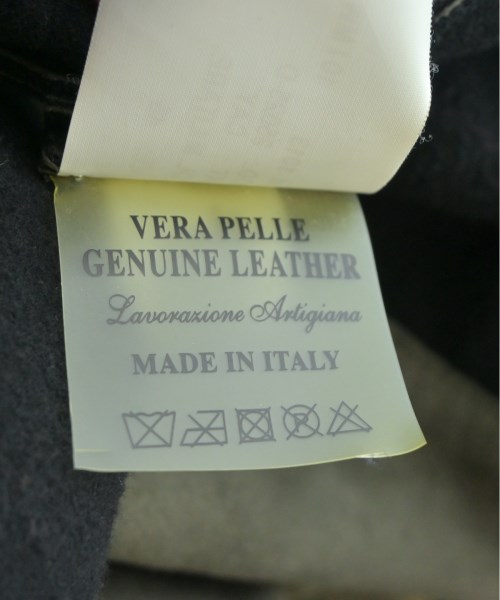 VERA PELLE
GENUINE LEATHER
Lavorazione Artigiana
MADE IN ITALY